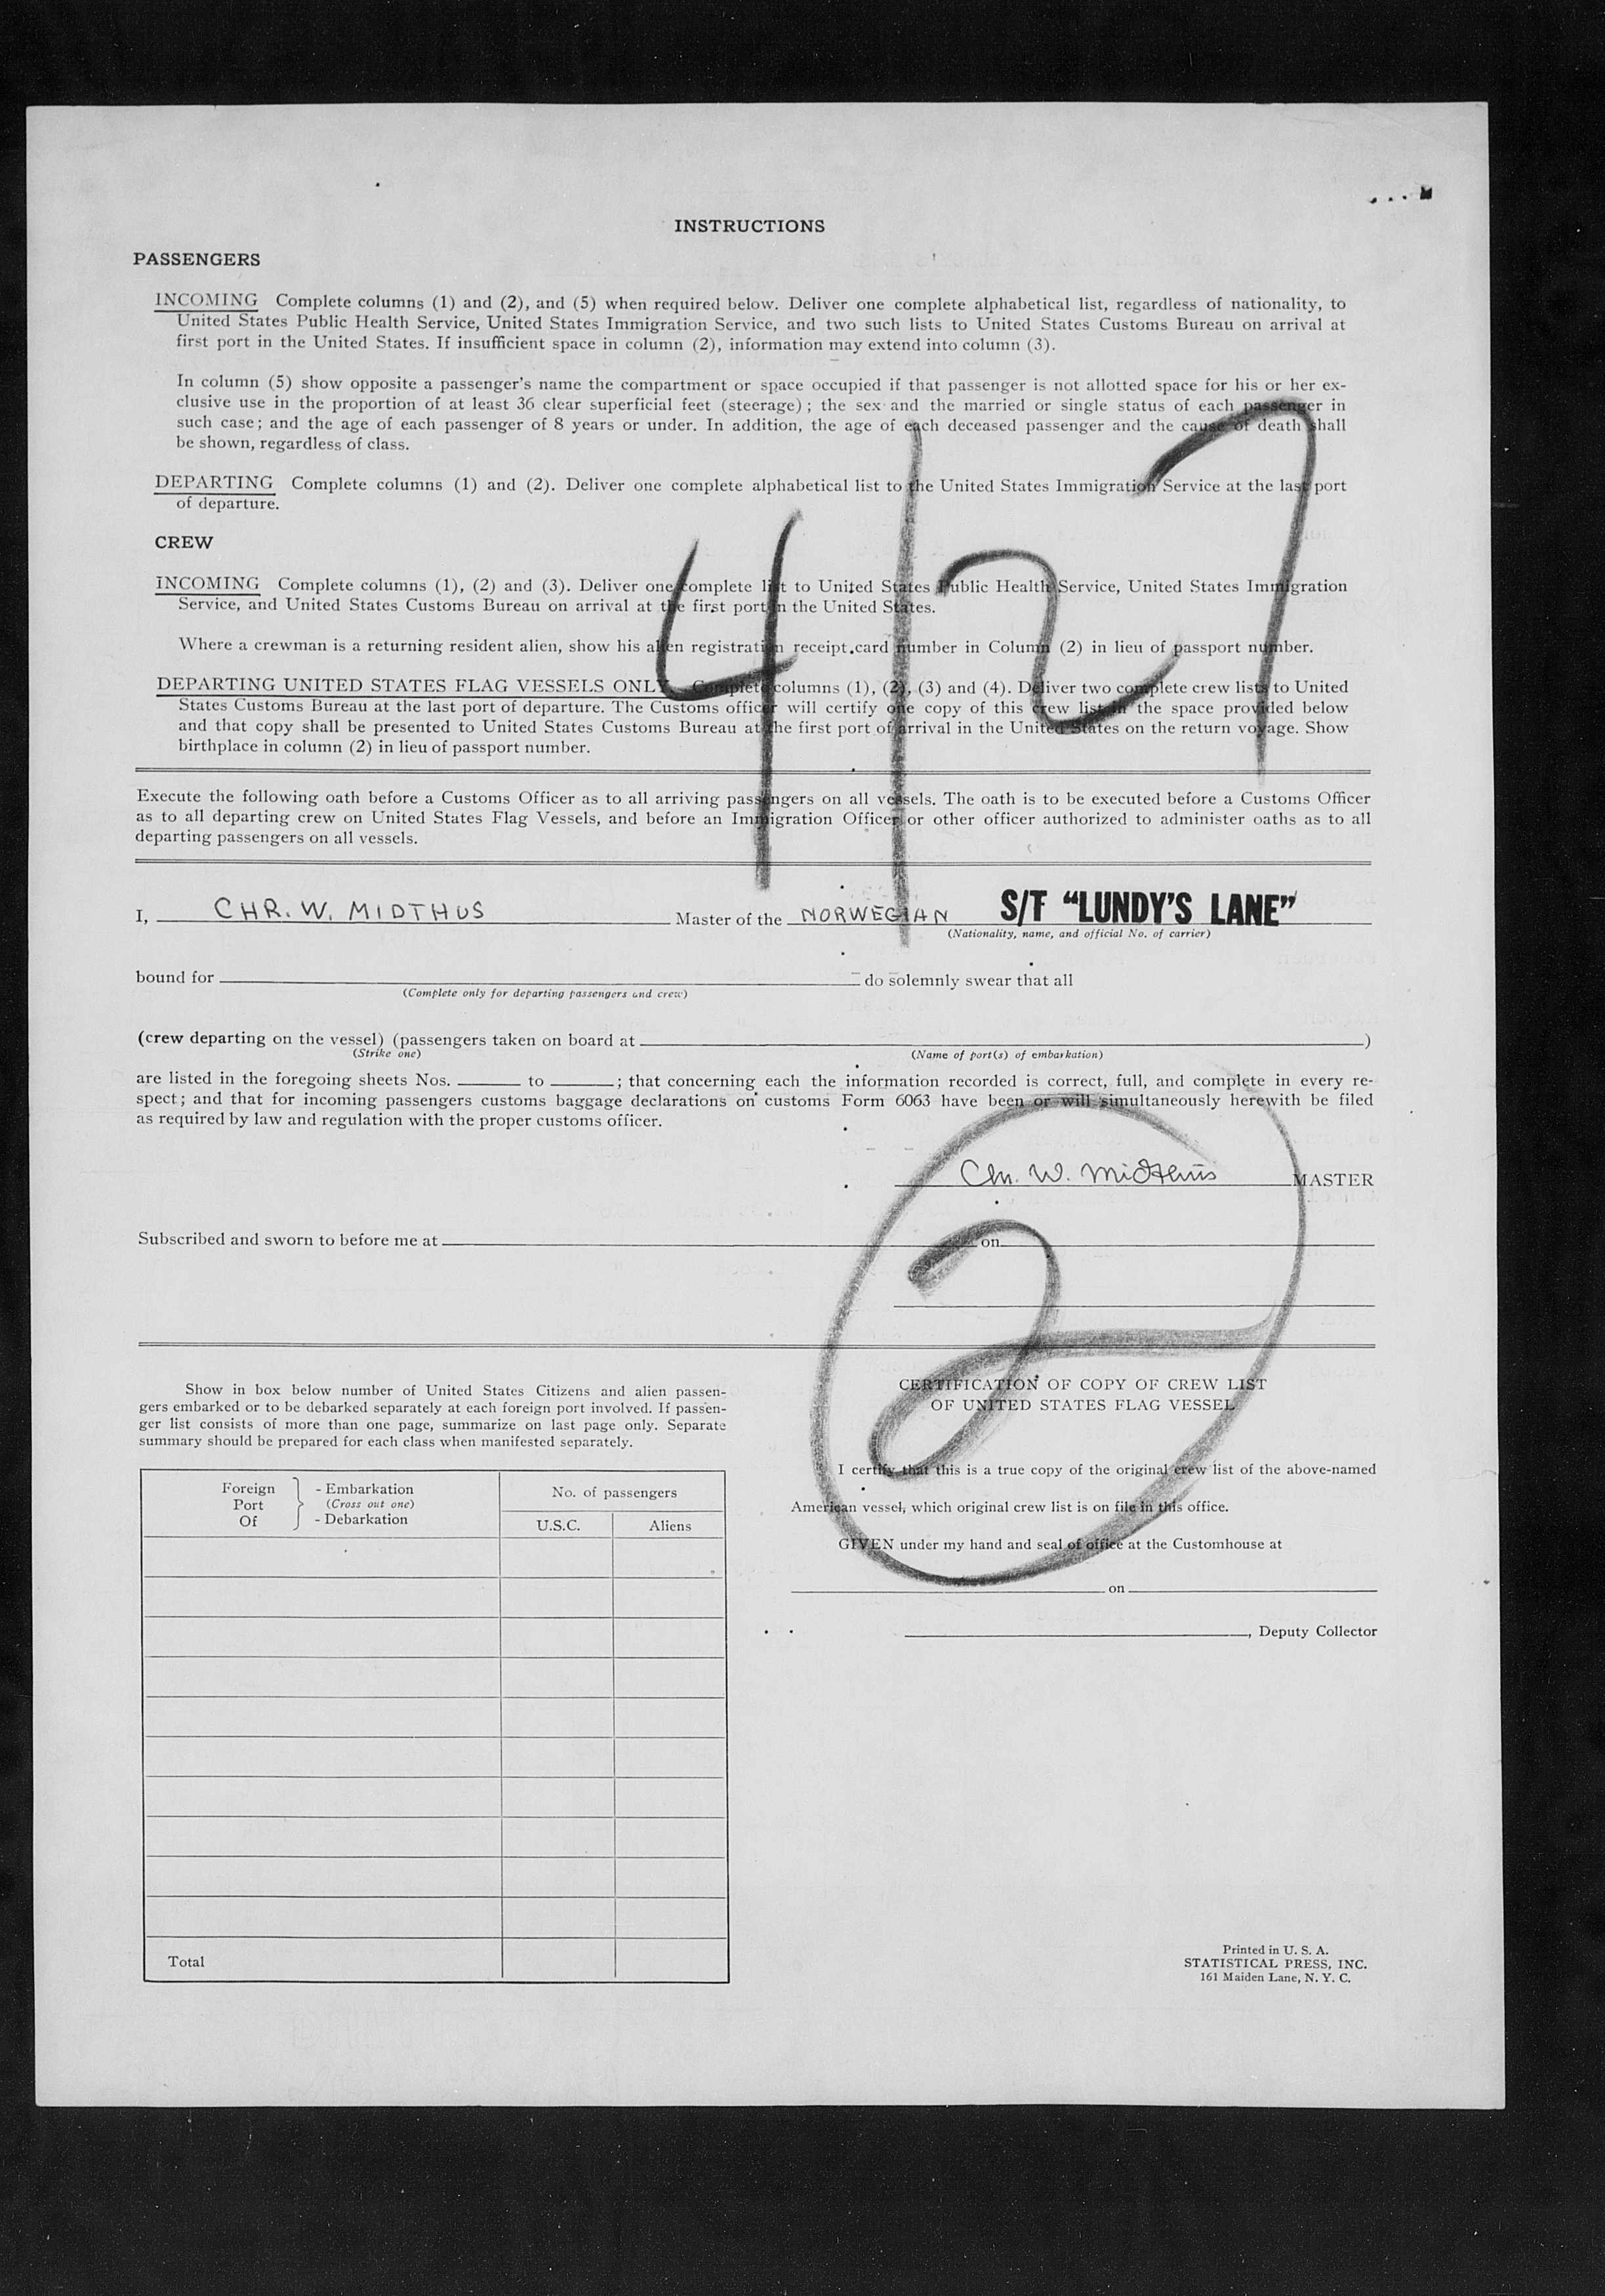 INSTRUCTIONS
PASSENGERS
INCOMING Complete columns (1) and (2), and (5) when required below. Deliver one complete alphabetical list, regardless of nationality, to
United States Public Health Service, United States Immigration Service, and two such lists to United States Customs Bureau on arrival at
first port in the United States. If insufficient space in column (2), information may extend into column (3).
In column (5) show opposite a passenger's name the compartment or space occupied if that passenger is not allotted space for his or her ex-
clusive use in the proportion of at least 36 clear superficial feet (steerage); the sex and the married or single status of each passenger in
such case; and the age of each passenger of 8 years or under. In addition, the age of each deceased passenger and the cause of death shall
be shown, regardless of class.
DEPARTING Complete columns (1) and (2). Deliver one complete alphabetical list to the United States Immigration Service at the last port
of departure.
4127
CREW
INCOMING Complete columns (1), (2) and (3). Deliver one complete list to United States Public Health Service, United States Immigration
Service, and United States Customs Bureau on arrival at the first port in the United States.
Where a crewman is a returning resident alien, show his alien registration receipt card number in Column (2) in lieu of passport number.
DEPARTING UNITED STATES FLAG VESSELS ONLY Complete columns (1), (2), (3) and (4). Deliver two complete crew lists to United
States Customs Bureau at the last port of departure. The Customs officer will certify one copy of this crew list in the space provided below
and that copy shall be presented to United States Customs Bureau at the first port of arrival in the United States on the return voyage. Show
birthplace in column (2) in lieu of passport number.
Execute the following oath before a Customs Officer as to all arriving passengers on all vessels. The oath is to be executed before a Customs Officer
as to all departing crew on United States Flag Vessels, and before an Immigration Officer or other officer authorized to administer oaths as to all
departing passengers on all vessels.
I, CHR. W. MIDTHUS Master of the NORWEGIAN S/T "LUNDY'S LANE"
(Nationality, name, and official No. of carrier)
bound for do solemnly swear that all
(Complete only for departing passengers and crew)
(crew departing on the vessel) (passengers taken on board at )
(Strike one) (Name of port(s) of embarkation)
are listed in the foregoing sheets Nos. to ; that concerning each the information recorded is correct, full, and complete in every re-
spect; and that for incoming passengers customs baggage declarations on customs Form 6063 have been or will simultaneously herewith be filed
as required by law and regulation with the proper customs officer.
Chr. W. Midthus MASTER
Subscribed and sworn to before me at on
2
Show in box below number of United States Citizens and alien passen-
gers embarked or to be debarked separately at each foreign port involved. If passen-
ger list consists of more than one page, summarize on last page only. Separate
summary should be prepared for each class when manifested separately.
Foreign Port Of - Embarkation (Cross out one) - Debarkation
No. of passengers
U.S.C. Aliens
Total
CERTIFICATION OF COPY OF CREW LIST
OF UNITED STATES FLAG VESSEL
I certify that this is a true copy of the original crew list of the above-named
American vessel, which original crew list is on file in this office.
GIVEN under my hand and seal of office at the Customhouse at
on
, Deputy Collector
Printed in U. S. A.
STATISTICAL PRESS, INC.
161 Maiden Lane, N. Y. C.